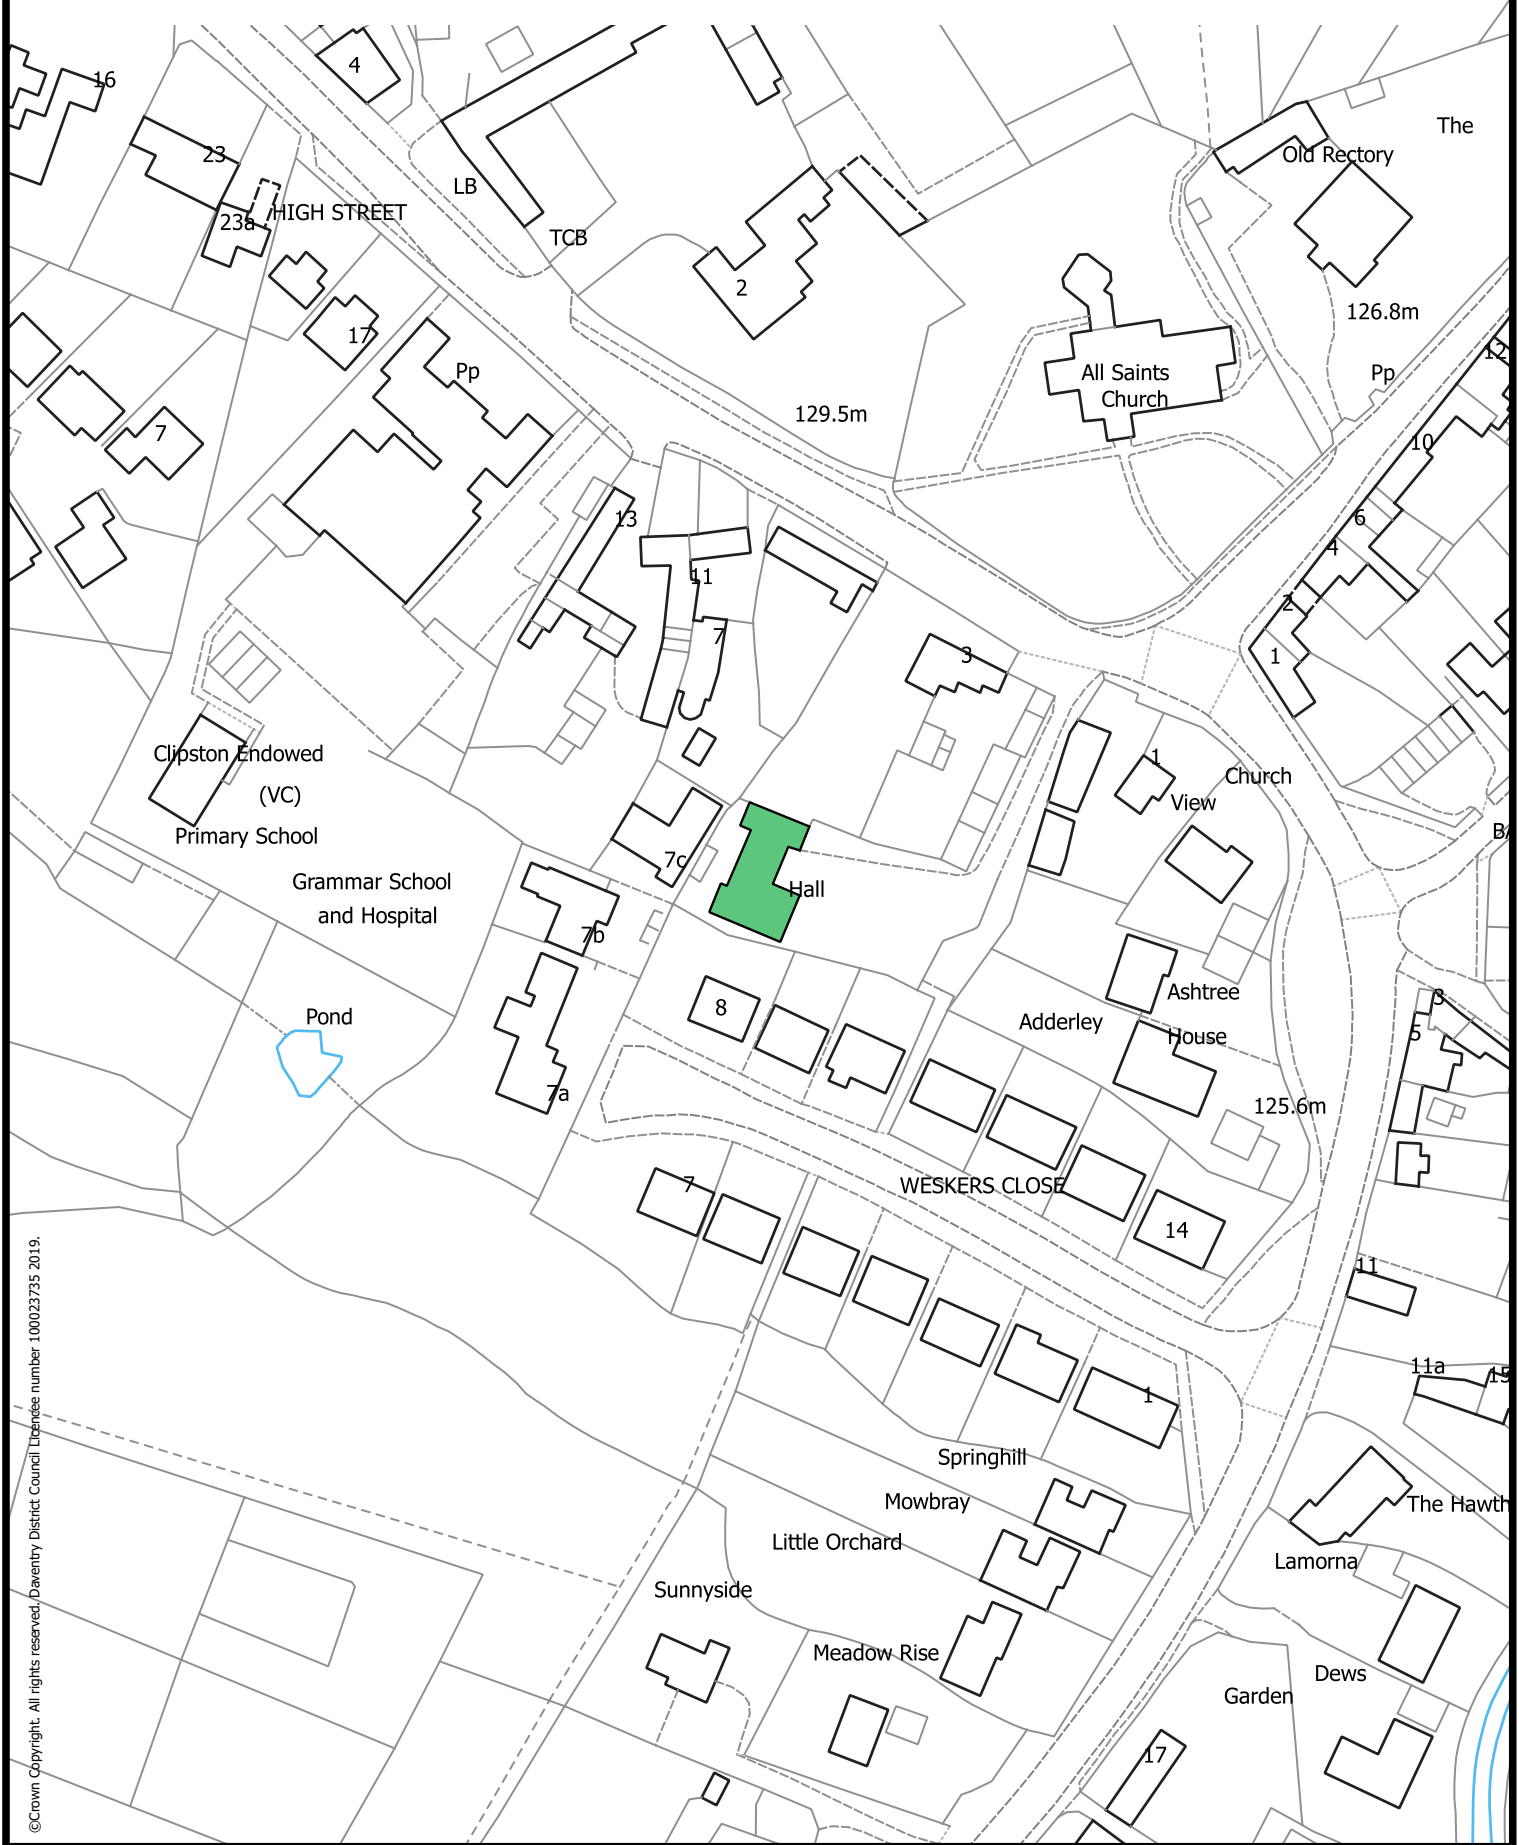 4
16
The
23
Old Rectory
LB
23a
HIGH STREET
TCB
2
126.8m
17
12
Pp
All Saints
Church
Pp
129.5m
7
10
13
6
4
11
2
7
3
1
Clipston Endowed
(VC)
Primary School
1
Church
View
7c
Grammar School
and Hospital
Hall
7b
Ashtree
House
3
5
Adderley
8
Pond
7a
125.6m
7
WESKERS CLOSE
14
11
11a
15
1
Springhill
Mowbray
Little Orchard
The Hawth
Lamorna
Sunnyside
Meadow Rise
Dews
Garden
17
©Crown Copyright. All rights reserved. Daventry District Council Licendee number 100023735 2019.